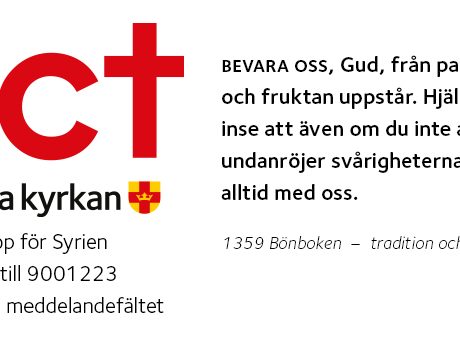 ct
a kyrkan
op för Syrien
till 9001223
meddelandefältet
BEVARA OSS, Gud, från pa
och fruktan uppstår. Hjäl
inse att även om du inte
undanröjer svårigheterna
alltid med oss.
1359 Bönboken – tradition och